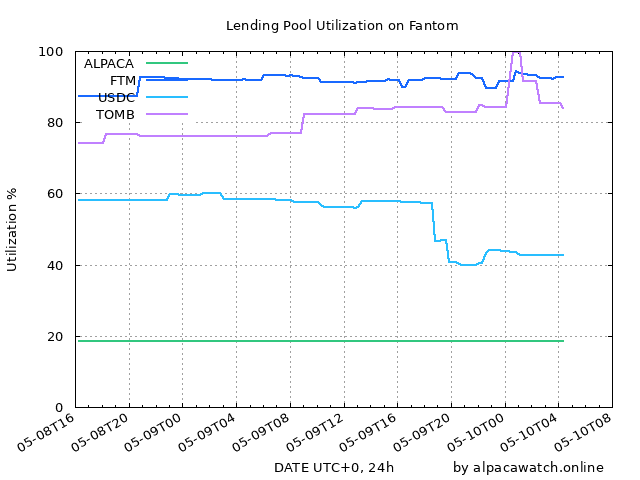 Lending Pool Utilization on Fantom
100
80
60
40
20
0
Utilization %
ALPACA
FTM
USDC
TOMB
05-08T16
05-08T20
05-09T00
05-09T04
05-09T08
05-09T12
05-09T16
05-09T20
05-10T00
05-10T04
05-10T08
DATE UTC+0, 24h
by alpacawatch.online